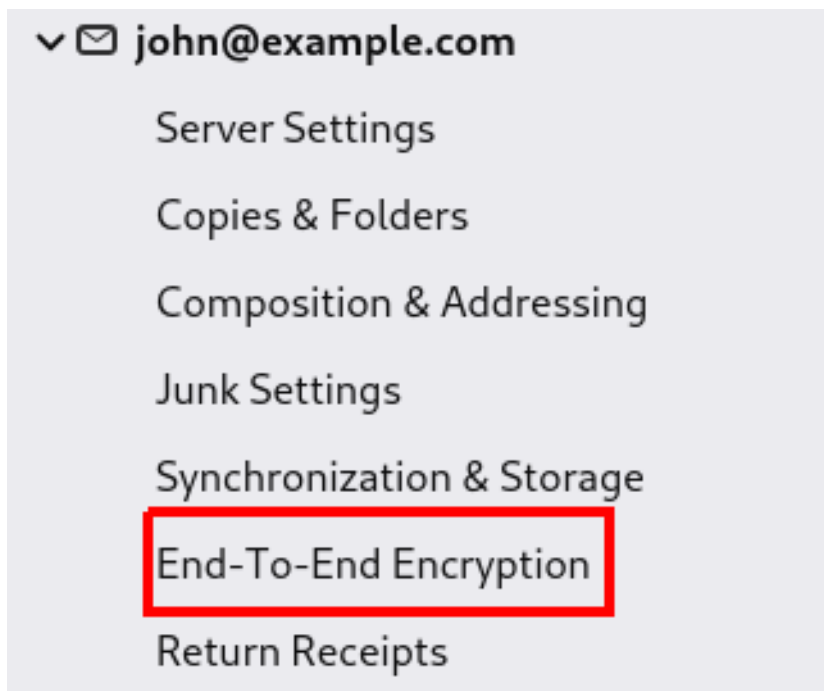 john@example.com
Server Settings
Copies & Folders
Composition & Addressing
Junk Settings
Synchronization & Storage
End-To-End Encryption
Return Receipts